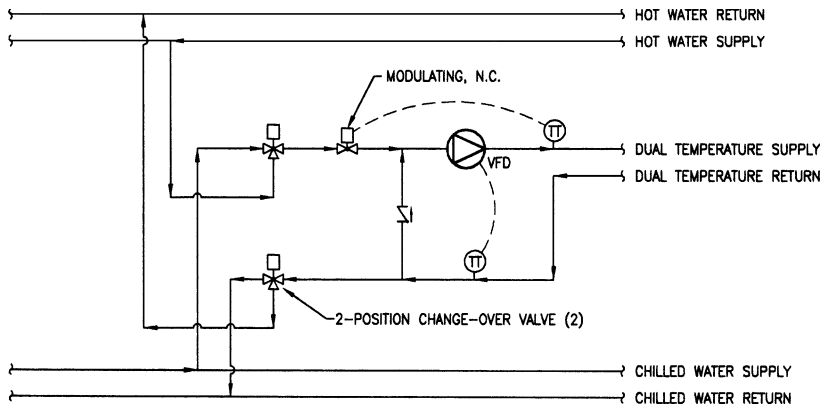 HOT WATER RETURN
HOT WATER SUPPLY
MODULATING, N.C.
TT
DUAL TEMPERATURE SUPPLY
VFD
DUAL TEMPERATURE RETURN
TT
2-POSITION CHANGE-OVER VALVE (2)
CHILLED WATER SUPPLY
CHILLED WATER RETURN